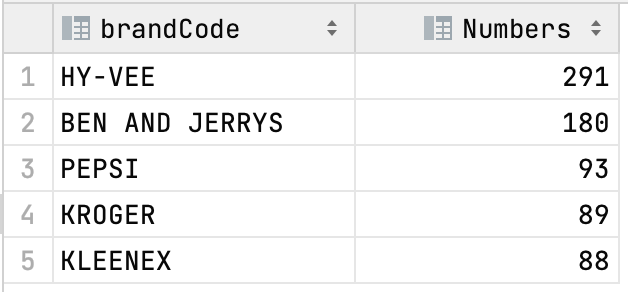 brandCode Numbers
1 HY-VEE 291
2 BEN AND JERRYS 180
3 PEPSI 93
4 KROGER 89
5 KLEENEX 88